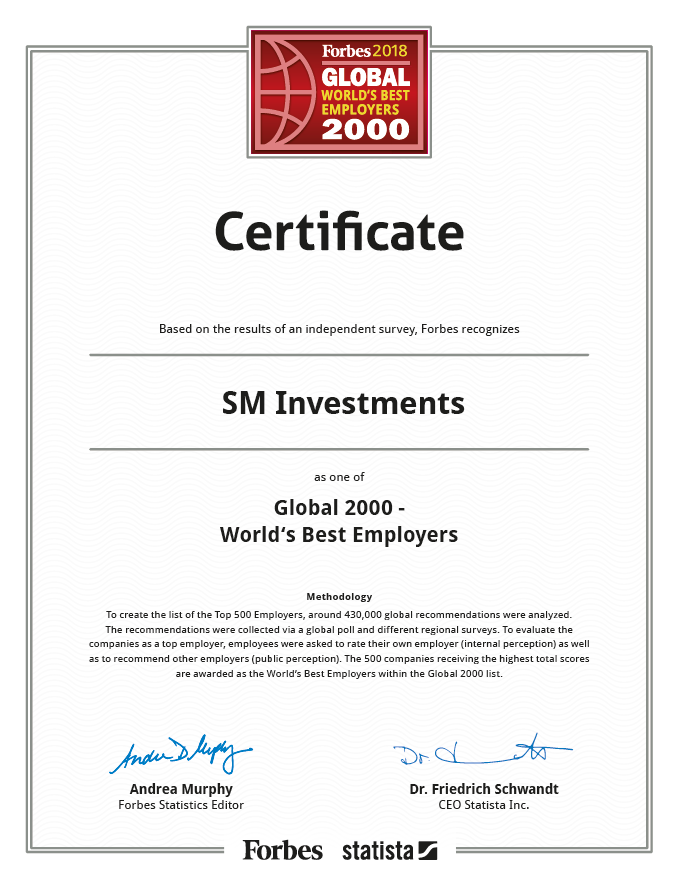 Forbes 2018
GLOBAL
WORLD'S BEST
EMPLOYERS
2000
Certificate
Based on the results of an independent survey, Forbes recognizes
SM Investments
as one of
Global 2000 -
World‘s Best Employers
Methodology
To create the list of the Top 500 Employers, around 430,000 global recommendations were analyzed.
The recommendations were collected via a global poll and different regional surveys. To evaluate the
companies as a top employer, employees were asked to rate their own employer (internal perception) as well
as to recommend other employers (public perception). The 500 companies receiving the highest total scores
are awarded as the World’s Best Employers within the Global 2000 list.
Andrea D Murphy
Dr.
Andrea Murphy
Dr. Friedrich Schwandt
Forbes Statistics Editor
CEO Statista Inc.
Forbes statista